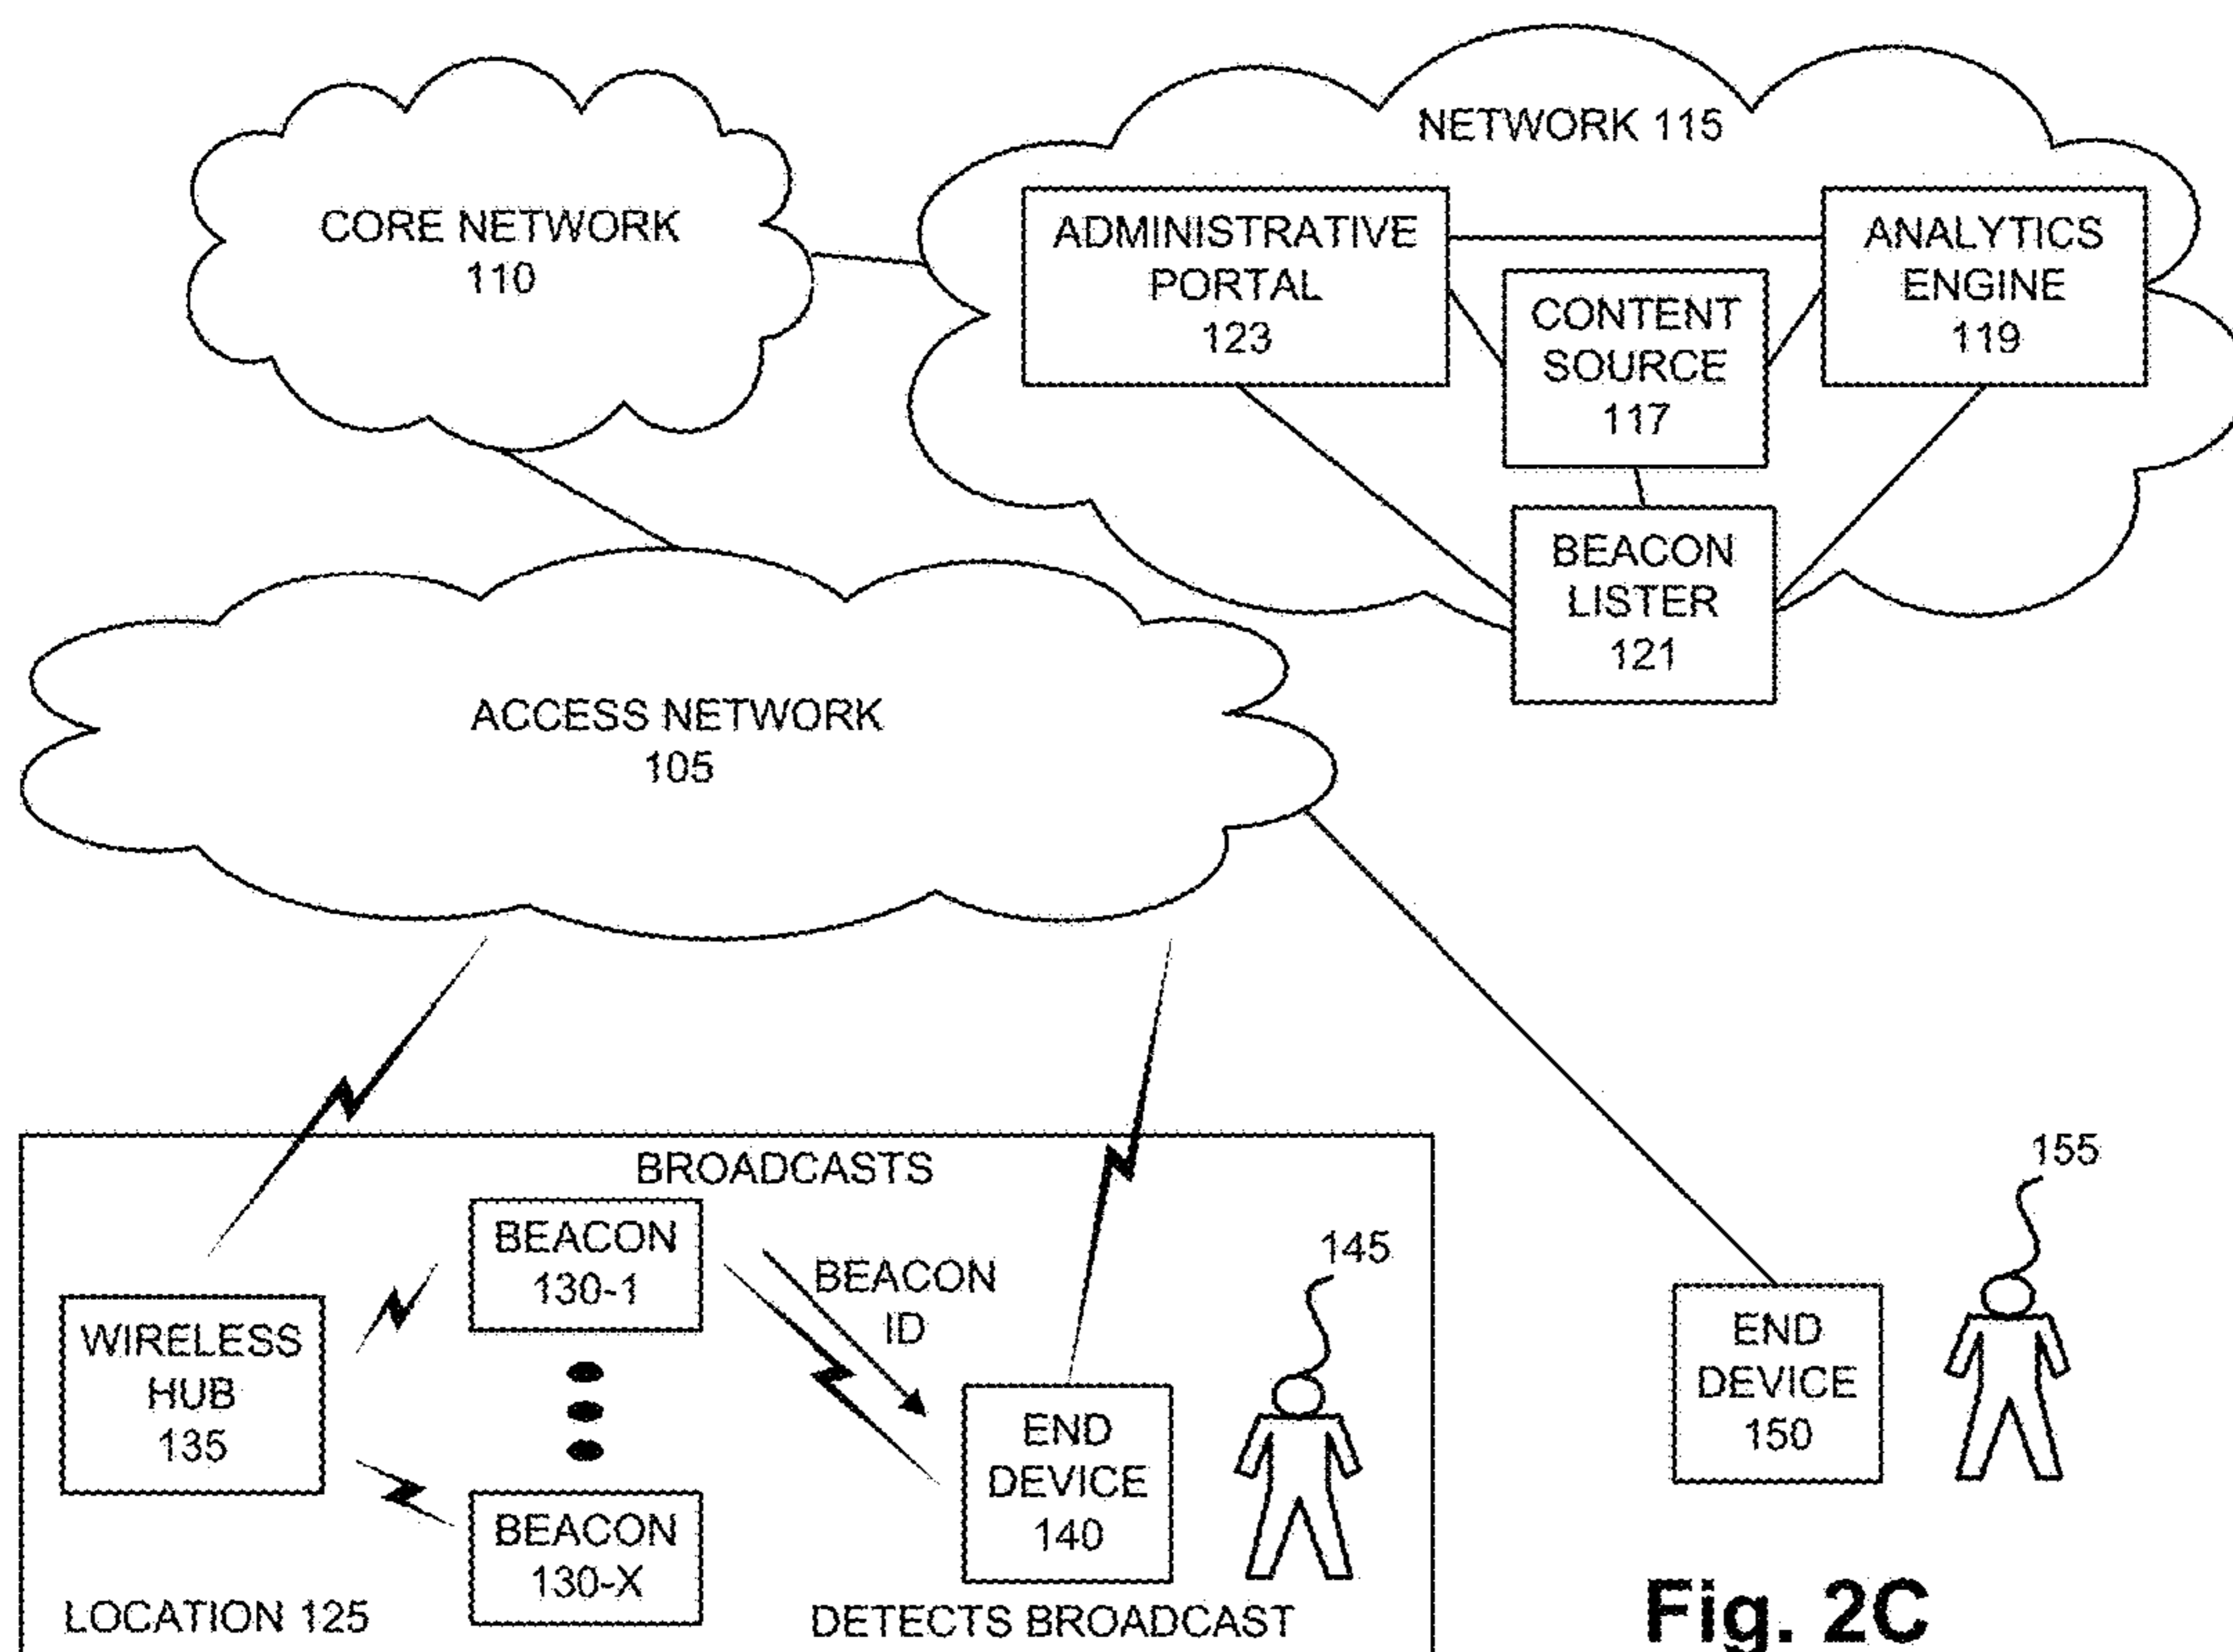 NETWORK 115
CORE NETWORK
110
ADMINISTRATIVE
PORTAL
123
CONTENT
SOURCE
117
ANALYTICS
ENGINE
119
BEACON
LISTER
121
ACCESS NETWORK
105
BROADCASTS
WIRELESS
HUB
135
BEACON
130-1
BEACON
ID
BEACON
130-X
END
DEVICE
140
145
LOCATION 125
DETECTS BROADCAST
155
END
DEVICE
150
Fig. 2C